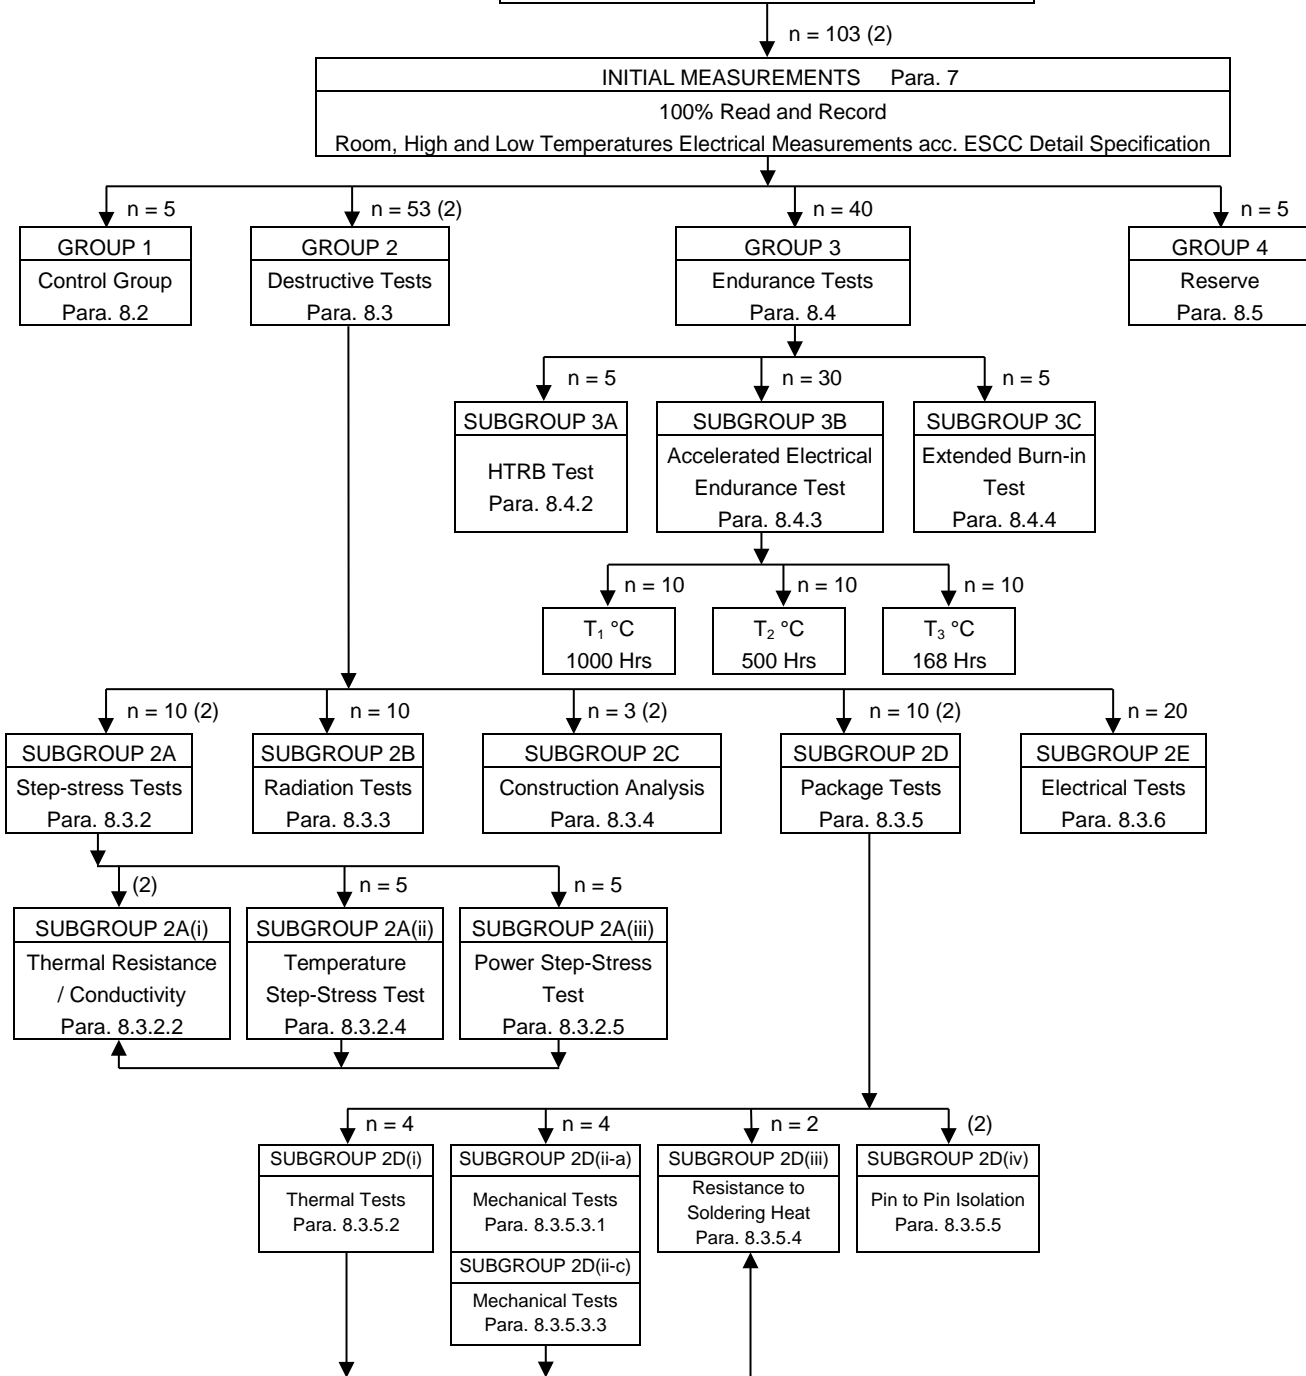 n = 103 (2)
INITIAL MEASUREMENTS Para. 7
100% Read and Record
Room, High and Low Temperatures Electrical Measurements acc. ESCC Detail Specification
n = 5
n = 53 (2)
n = 40
n = 5
GROUP 1
Control Group
Para. 8.2
GROUP 2
Destructive Tests
Para. 8.3
GROUP 3
Endurance Tests
Para. 8.4
GROUP 4
Reserve
Para. 8.5
n = 5
n = 30
n = 5
SUBGROUP 3A
HTRB Test
Para. 8.4.2
SUBGROUP 3B
Accelerated Electrical
Endurance Test
Para. 8.4.3
SUBGROUP 3C
Extended Burn-in
Test
Para. 8.4.4
n = 10
n = 10
n = 10
T₁ °C
1000 Hrs
T₂ °C
500 Hrs
T₃ °C
168 Hrs
n = 10 (2)
n = 10
n = 3 (2)
n = 10 (2)
n = 20
SUBGROUP 2A
Step-stress Tests
Para. 8.3.2
SUBGROUP 2B
Radiation Tests
Para. 8.3.3
SUBGROUP 2C
Construction Analysis
Para. 8.3.4
SUBGROUP 2D
Package Tests
Para. 8.3.5
SUBGROUP 2E
Electrical Tests
Para. 8.3.6
(2)
n = 5
n = 5
SUBGROUP 2A(i)
Thermal Resistance
/ Conductivity
Para. 8.3.2.2
SUBGROUP 2A(ii)
Temperature
Step-Stress Test
Para. 8.3.2.4
SUBGROUP 2A(iii)
Power Step-Stress
Test
Para. 8.3.2.5
n = 4
n = 4
n = 2
(2)
SUBGROUP 2D(i)
Thermal Tests
Para. 8.3.5.2
SUBGROUP 2D(ii-a)
Mechanical Tests
Para. 8.3.5.3.1
SUBGROUP 2D(ii-c)
Mechanical Tests
Para. 8.3.5.3.3
SUBGROUP 2D(iii)
Resistance to
Soldering Heat
Para. 8.3.5.4
SUBGROUP 2D(iv)
Pin to Pin Isolation
Para. 8.3.5.5